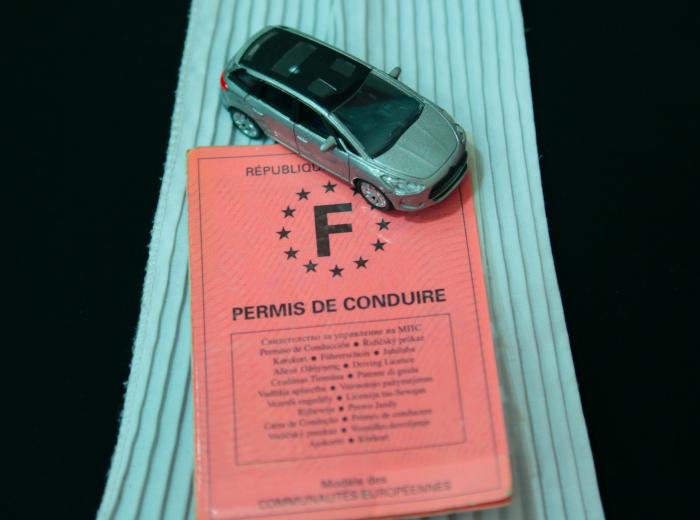 RÉPUBLIQU
F
PERMIS DE CONDUIRE
Свидетелство за управление на МПС
Permiso de Conducción ● Řidičský průkaz
Kørekort ● Führerschein ● Juhiluba
Άδεια Οδήγησης ● Driving Licence
Ceadúnas Tiomána ● Patente di guida
Vadītāja apliecība ● Vairuotojo pažymėjimas
Vezetői engedély ● Liċenzja tas-Sewqan
Rijbewijs ● Prawo Jazdy
Carta de Condução ● Permis de conducere
Vodičský preukaz ● Vozniško dovoljenje
Ajokortti ● Körkort
Modèle des
COMMUNAUTÉS EUROPÉENNES